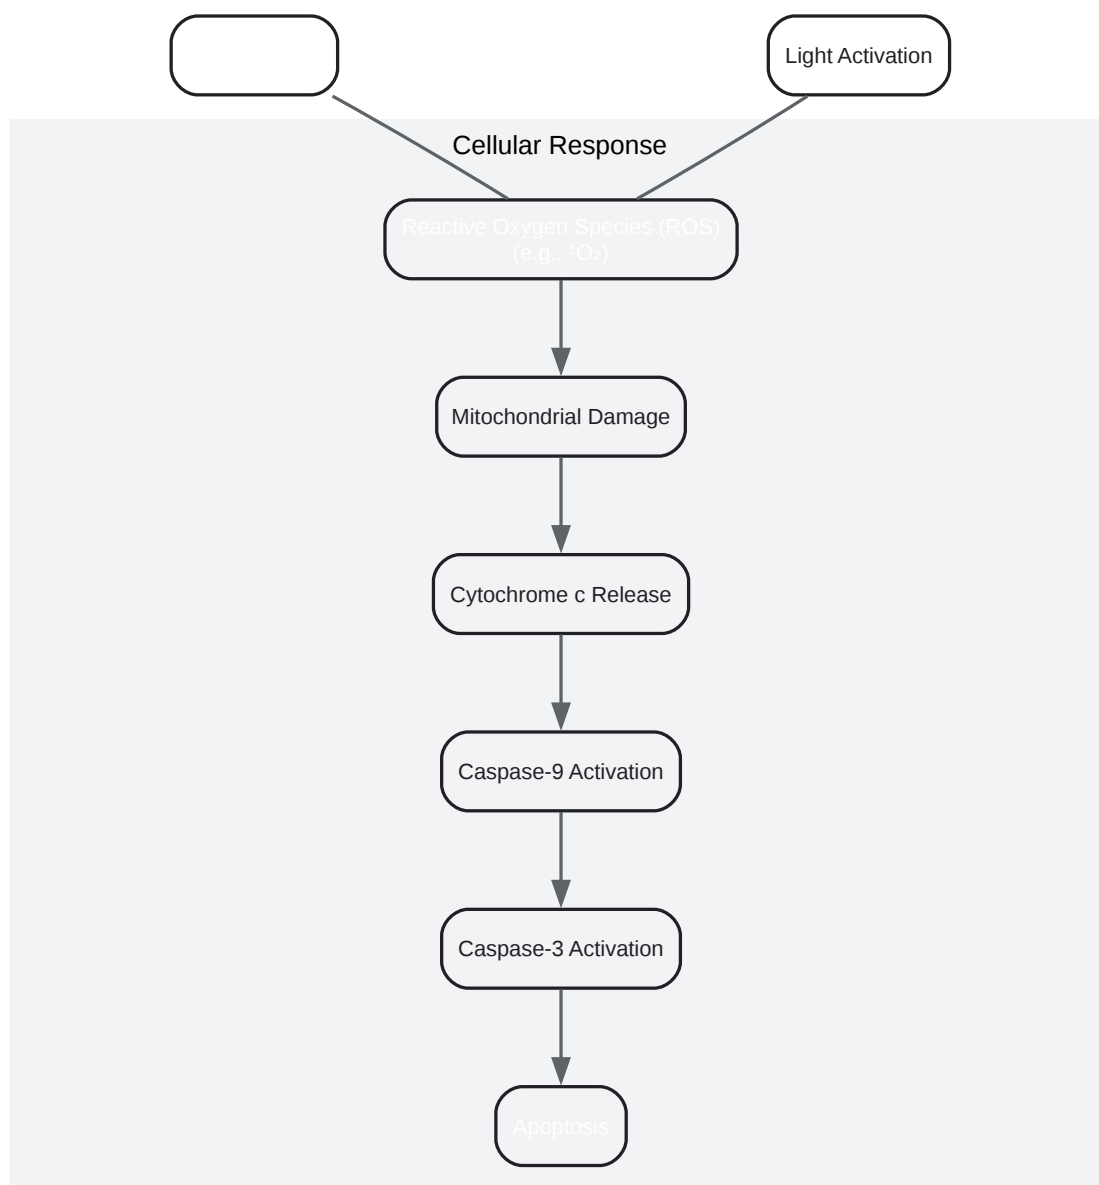 Light Activation
Cellular Response
Reactive Oxygen Species (ROS)
(e.g., ¹O₂)
Mitochondrial Damage
Cytochrome c Release
Caspase-9 Activation
Caspase-3 Activation
Apoptosis